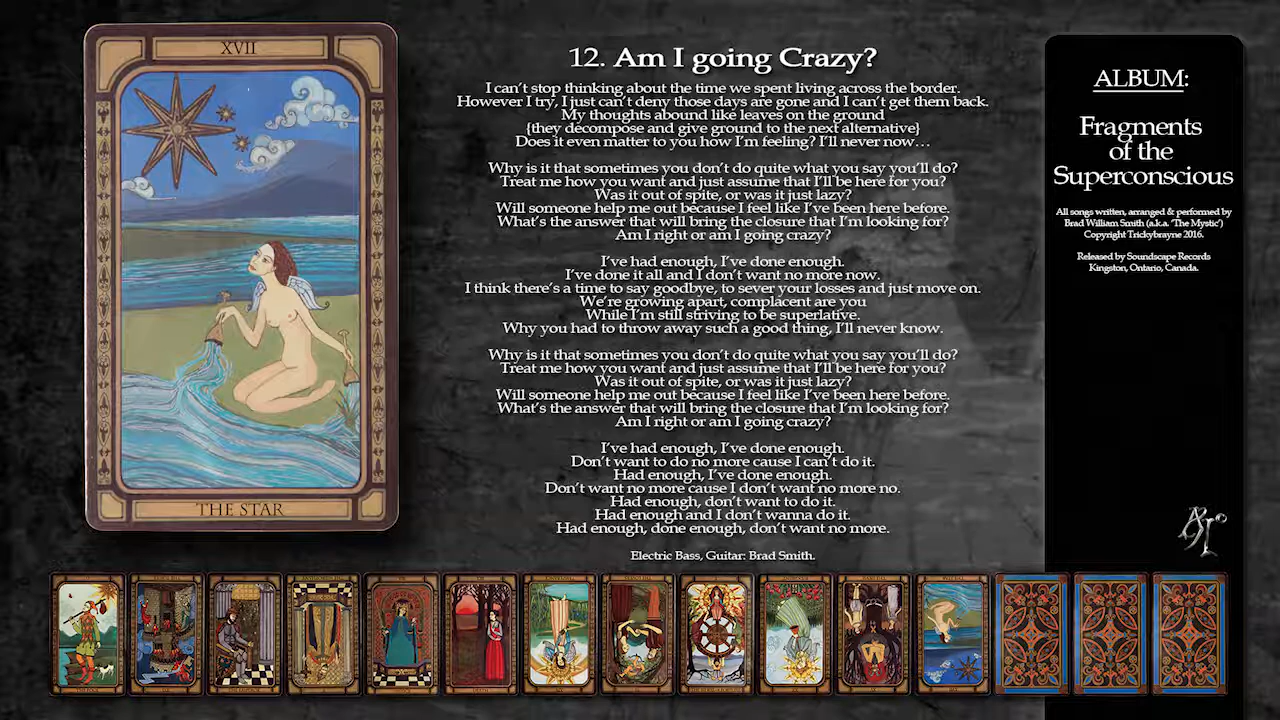 XVII
THE STAR
12. Am I going Crazy?
I can't stop thinking about the time we spent living across the border.
However I try, I just can't deny those days are gone and I can't get them back.
My thoughts abound like leaves on the ground
{they decompose and give ground to the next alternative}
Does it even matter to you how I'm feeling? I'll never now…
Why is it that sometimes you don't do quite what you say you'll do?
Treat me how you want and just assume that I'll be here for you?
Was it out of spite, or was it just lazy?
Will someone help me out because I feel like I've been here before.
What's the answer that will bring the closure that I'm looking for?
Am I right or am I going crazy?
I've had enough, I've done enough.
I've done it all and I don't want no more now.
I think there's a time to say goodbye, to sever your losses and just move on.
We're growing apart, complacent are you
While I'm still striving to be superlative.
Why you had to throw away such a good thing, I'll never know.
Why is it that sometimes you don't do quite what you say you'll do?
Treat me how you want and just assume that I'll be here for you?
Was it out of spite, or was it just lazy?
Will someone help me out because I feel like I've been here before.
What's the answer that will bring the closure that I'm looking for?
Am I right or am I going crazy?
I've had enough, I've done enough.
Don't want to do no more cause I can't do it.
Had enough, I've done enough.
Don't want no more cause I don't want no more no.
Had enough, don't want to do it.
Had enough and I don't wanna do it.
Had enough, done enough, don't want no more.
Electric Bass, Guitar: Brad Smith.
ALBUM:
Fragments
of the
Superconscious
All songs written, arranged & performed by
Brad William Smith (a.k.a. 'The Mystic')
Copyright Trickybrayne 2016.
Released by Soundscape Records
Kingston, Ontario, Canada.